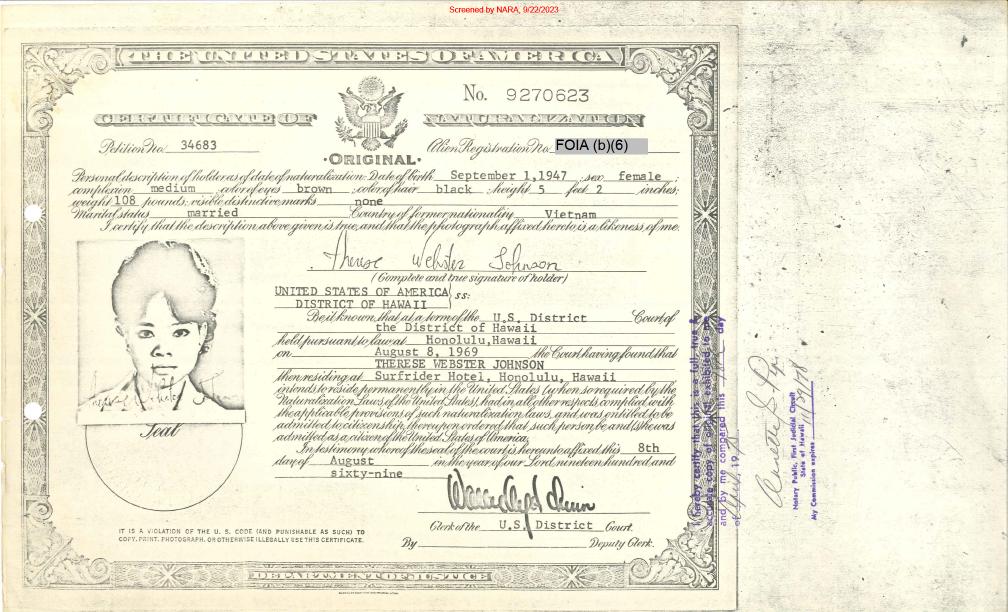 Screened by NARA, 9/22/2023
THE UNITED STATES OF AMERICA
No. 9270623
CERTIFICATE OF NATURALIZATION
Petition No. 34683
Alien Registration No. FOIA (b)(6)
·ORIGINAL·
Personal description of holder as of date of naturalization: Date of birth September 1,1947 ; sex female ;
complexion medium ; color of eyes brown ; color of hair black ; height 5 feet 2 inches;
weight 108 pounds; visible distinctive marks none
Marital status married Country of former nationality Vietnam
I certify that the description above given is true, and that the photograph affixed hereto is a likeness of me.
Therese Webster Johnson
(Complete and true signature of holder)
UNITED STATES OF AMERICA
DISTRICT OF HAWAII
ss:
Be it known, that at a term of the U.S. District Court of
the District of Hawaii
held pursuant to law at Honolulu,Hawaii
on August 8, 1969 the Court having found that
THERESE WEBSTER JOHNSON
then residing at Surfrider Hotel, Honolulu, Hawaii
intends to reside permanently in the United States (when so required by the
Naturalization Laws of the United States), had in all other respects complied with
the applicable provisions of such naturalization laws, and was entitled to be
admitted to citizenship, thereupon ordered that such person be and (s)he was
admitted as a citizen of the United States of America.
In testimony whereof the seal of the court is hereunto affixed this 8th
day of August in the year of our Lord, nineteen hundred and
sixty-nine
Seal
Clerk of the U.S. District Court.
By Deputy Clerk.
IT IS A VIOLATION OF THE U. S. CODE (AND PUNISHABLE AS SUCH) TO
COPY, PRINT, PHOTOGRAPH, OR OTHERWISE ILLEGALLY USE THIS CERTIFICATE.
DEPARTMENT OF JUSTICE
I hereby certify that this is a full, true &
accurate copy of original exhibited to me
and by me compared this day
of April, 19
Notary Public, First Judicial Circuit
State of Hawaii
My Commission expires 11/29/78